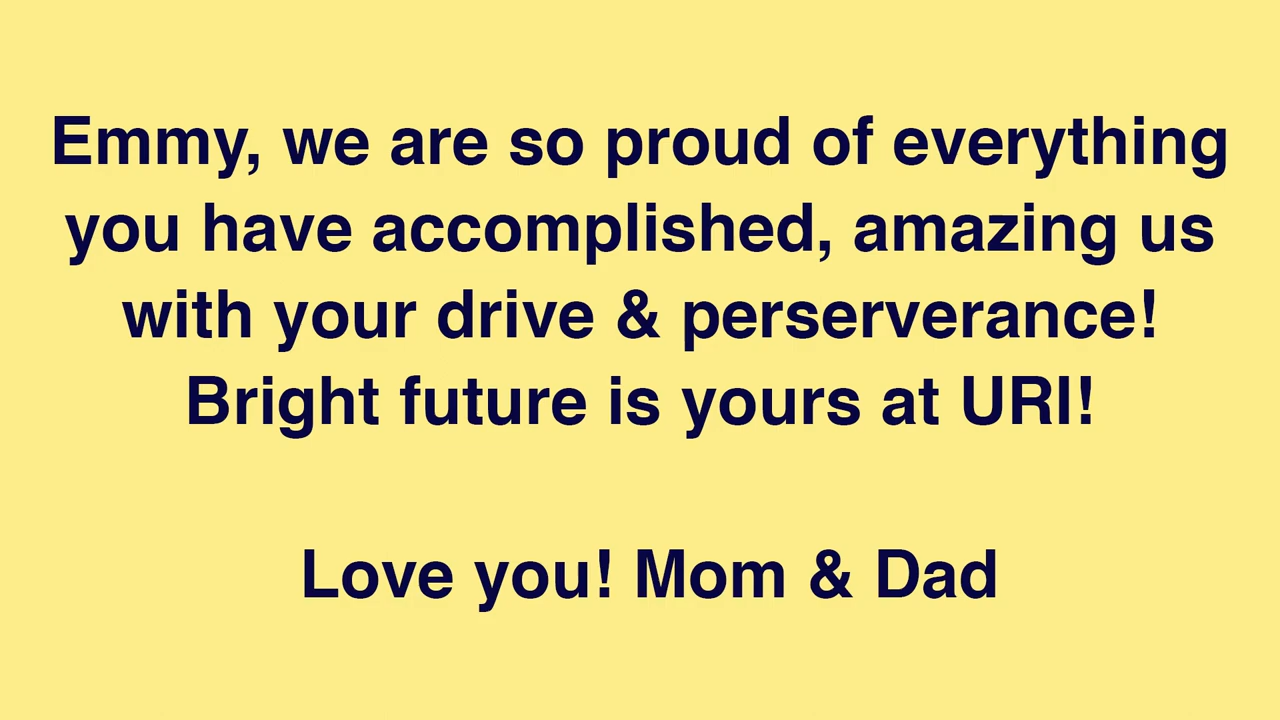 Emmy, we are so proud of everything
you have accomplished, amazing us
with your drive & perserverance!
Bright future is yours at URI!
Love you! Mom & Dad